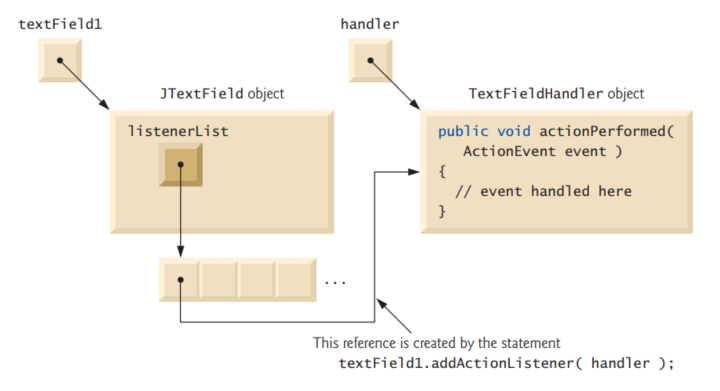 textField1
handler
JTextField object
TextFieldHandler object
listenerList
public void actionPerformed(
ActionEvent event )
{
// event handled here
}
...
This reference is created by the statement
textField1.addActionListener( handler );